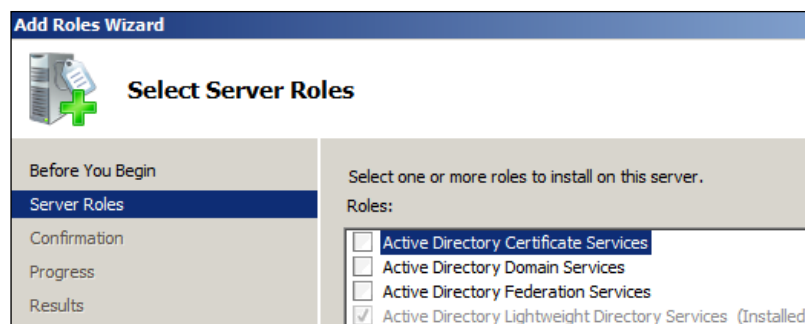 Add Roles Wizard
Select Server Roles
Before You Begin
Server Roles
Confirmation
Progress
Results
Select one or more roles to install on this server.
Roles:
Active Directory Certificate Services
Active Directory Domain Services
Active Directory Federation Services
Active Directory Lightweight Directory Services (Installed